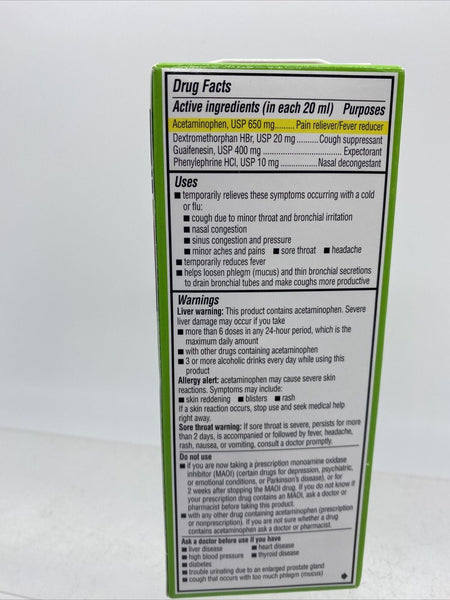 Drug Facts
Active ingredients (in each 20 ml) Purposes
Acetaminophen, USP 650 mg.........Pain reliever/Fever reducer
Dextromethorphan HBr, USP 20 mg..........Cough suppressant
Guaifenesin, USP 400 mg...................................Expectorant
Phenylephrine HCl, USP 10 mg.................Nasal decongestant
Uses
■ temporarily relieves these symptoms occurring with a cold
or flu:
■ cough due to minor throat and bronchial irritation
■ nasal congestion
■ sinus congestion and pressure
■ minor aches and pains ■ sore throat ■ headache
■ temporarily reduces fever
■ helps loosen phlegm (mucus) and thin bronchial secretions
to drain bronchial tubes and make coughs more productive
Warnings
Liver warning: This product contains acetaminophen. Severe
liver damage may occur if you take
■ more than 6 doses in any 24-hour period, which is the
maximum daily amount
■ with other drugs containing acetaminophen
■ 3 or more alcoholic drinks every day while using this
product
Allergy alert: acetaminophen may cause severe skin
reactions. Symptoms may include:
■ skin reddening ■ blisters ■ rash
If a skin reaction occurs, stop use and seek medical help
right away.
Sore throat warning: If sore throat is severe, persists for more
than 2 days, is accompanied or followed by fever, headache,
rash, nausea, or vomiting, consult a doctor promptly.
Do not use
■ if you are now taking a prescription monoamine oxidase
inhibitor (MAOI) (certain drugs for depression, psychiatric,
or emotional conditions, or Parkinson's disease), or for
2 weeks after stopping the MAOI drug. If you do not know if
your prescription drug contains an MAOI, ask a doctor or
pharmacist before taking this product.
■ with any other drug containing acetaminophen (prescription
or nonprescription). If you are not sure whether a drug
contains acetaminophen, ask a doctor or pharmacist.
Ask a doctor before use if you have
■ liver disease ■ heart disease
■ high blood pressure ■ thyroid disease
■ diabetes
■ trouble urinating due to an enlarged prostate gland
■ cough that occurs with too much phlegm (mucus)